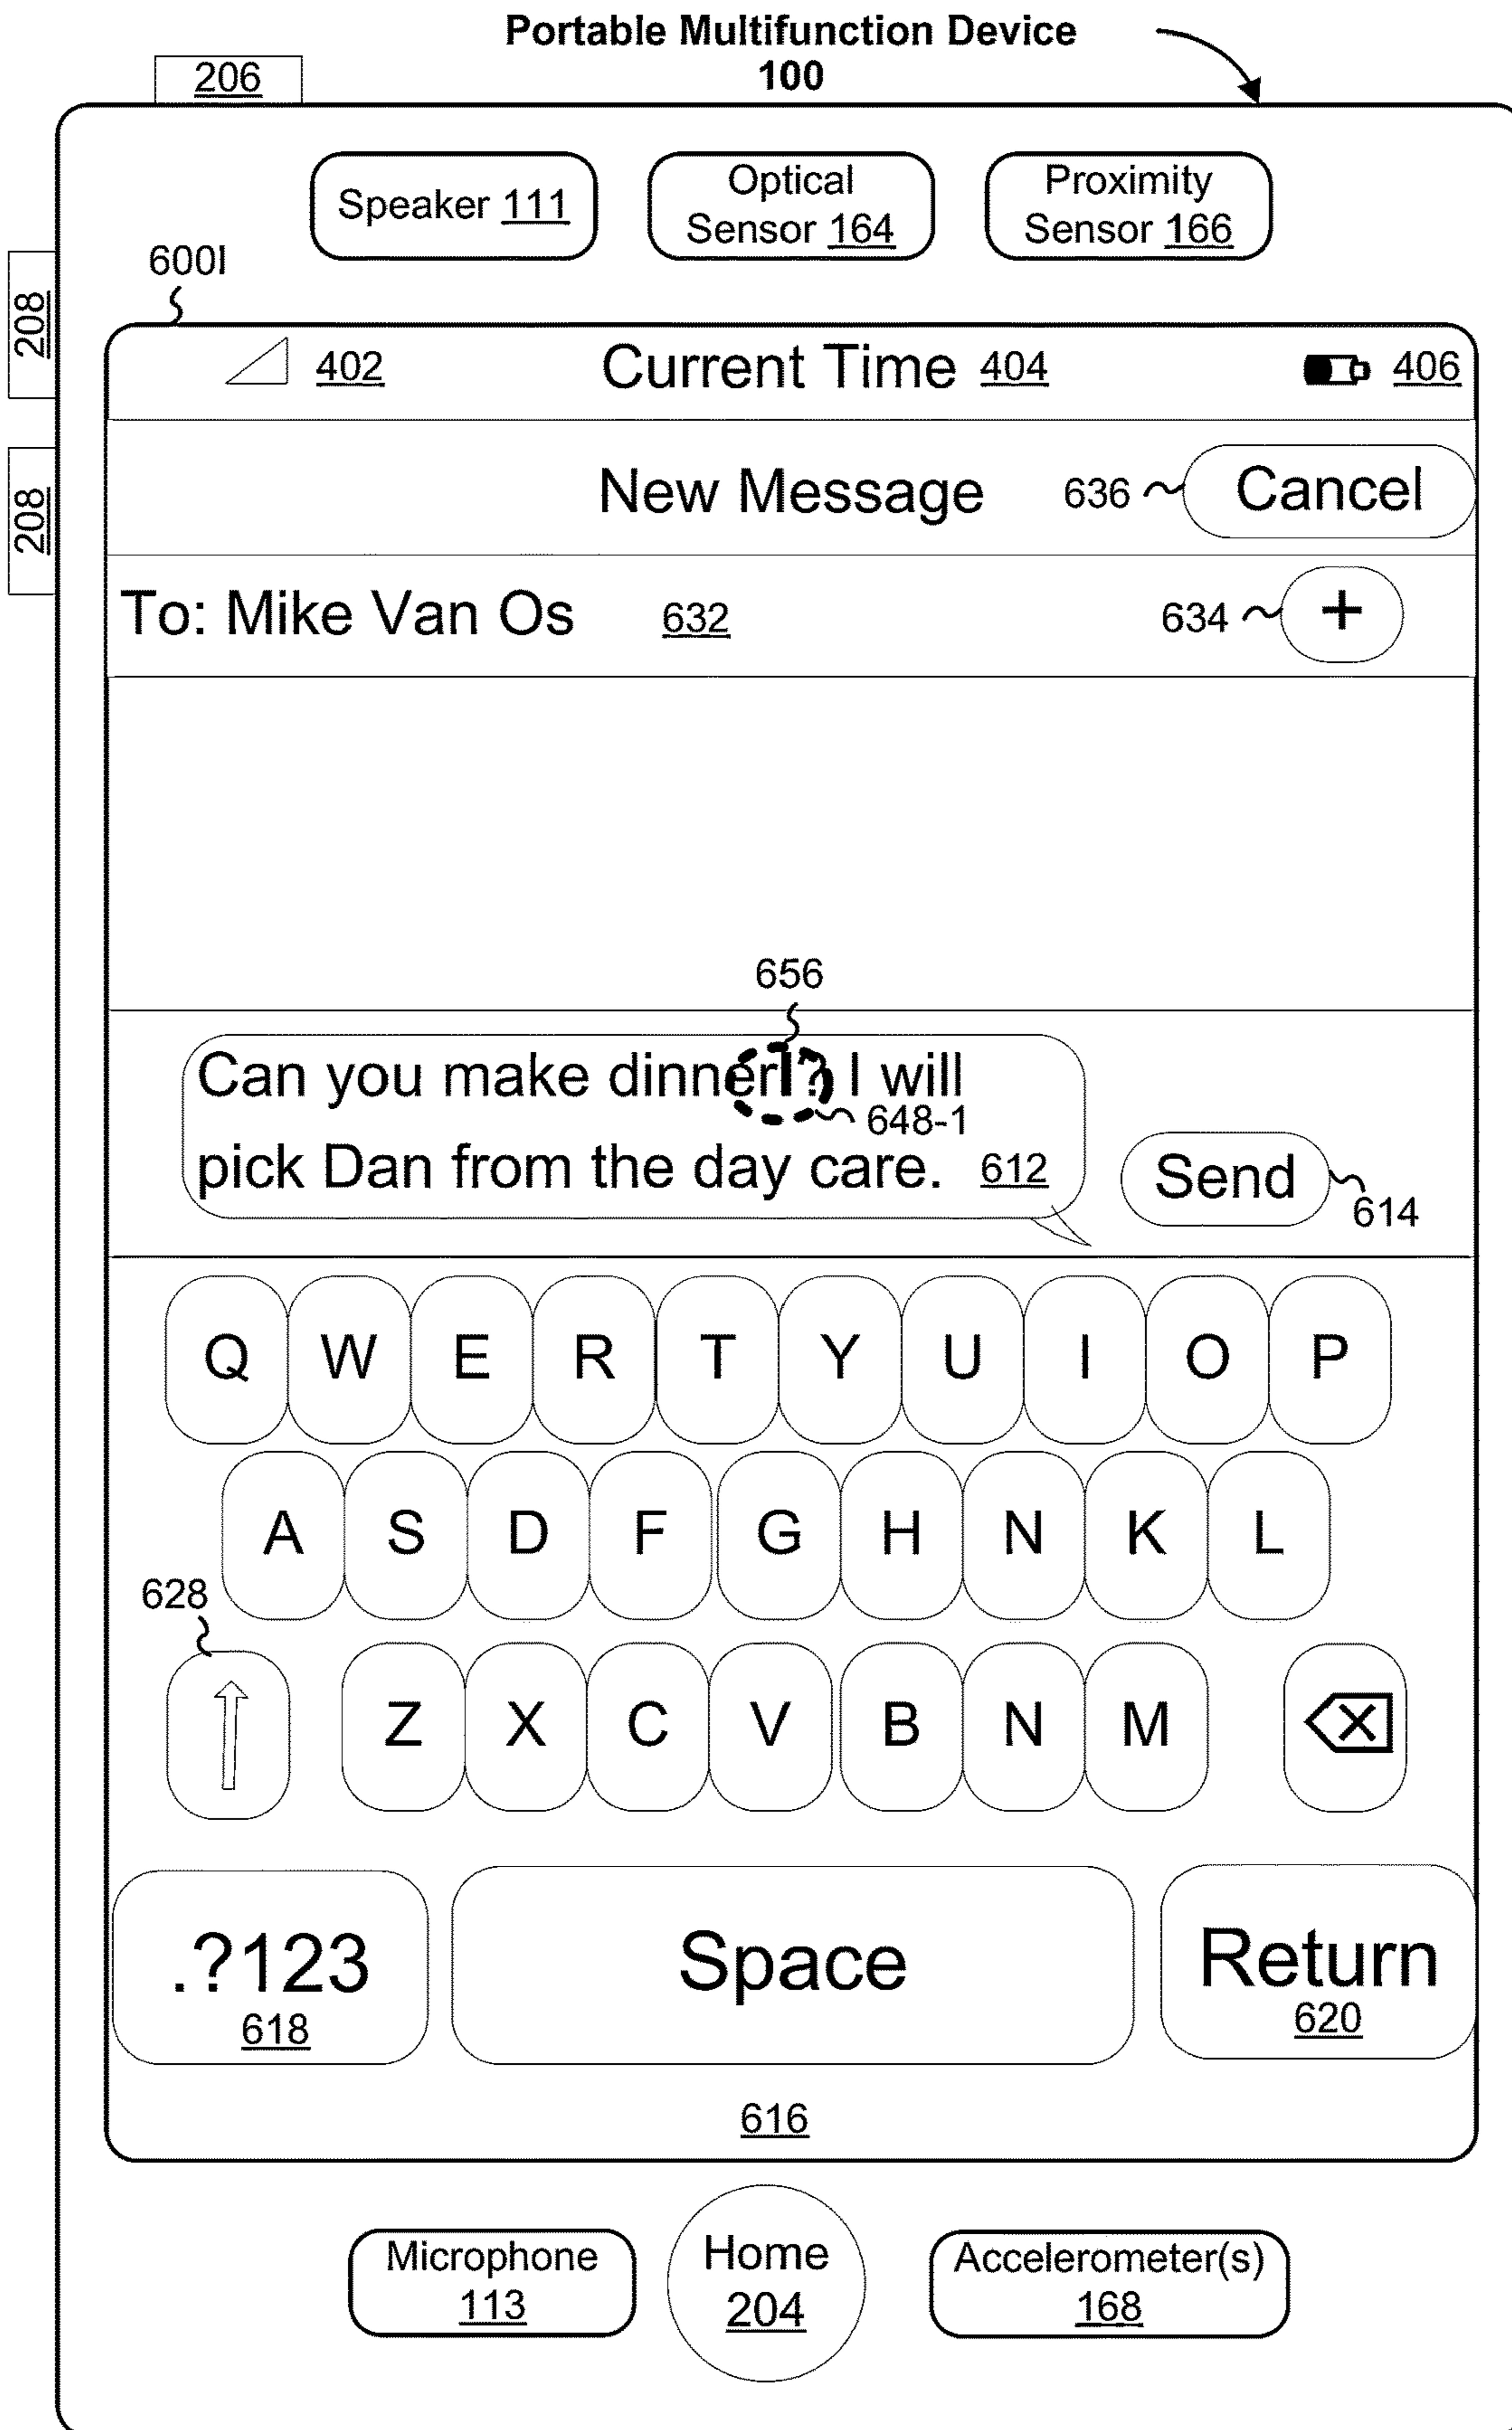 Portable Multifunction Device
100
206
Speaker 111
Optical
Sensor 164
Proximity
Sensor 166
208
600I
402
Current Time 404
406
208
New Message
636
Cancel
To: Mike Van Os
632
634
+
656
Can you make dinner? I will
648-1
pick Dan from the day care.
612
Send
614
Q W E R T Y U I O P
A S D F G H N K L
628
Z X C V B N M
.?123
618
Space
Return
620
616
Microphone
113
Home
204
Accelerometer(s)
168